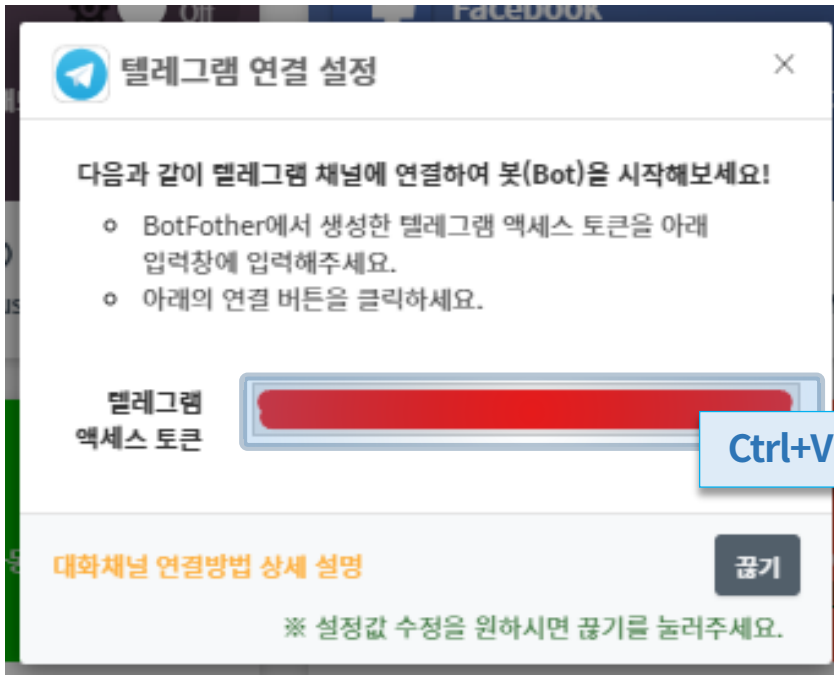 Off
Facebook
텔레그램 연결 설정
×
다음과 같이 텔레그램 채널에 연결하여 봇(Bot)을 시작해보세요!
BotFother에서 생성한 텔레그램 액세스 토큰을 아래
입력창에 입력해주세요.
아래의 연결 버튼을 클릭하세요.
텔레그램
액세스 토큰
Ctrl+V
대화채널 연결방법 상세 설명
끊기
※ 설정값 수정을 원하시면 끊기를 눌러주세요.